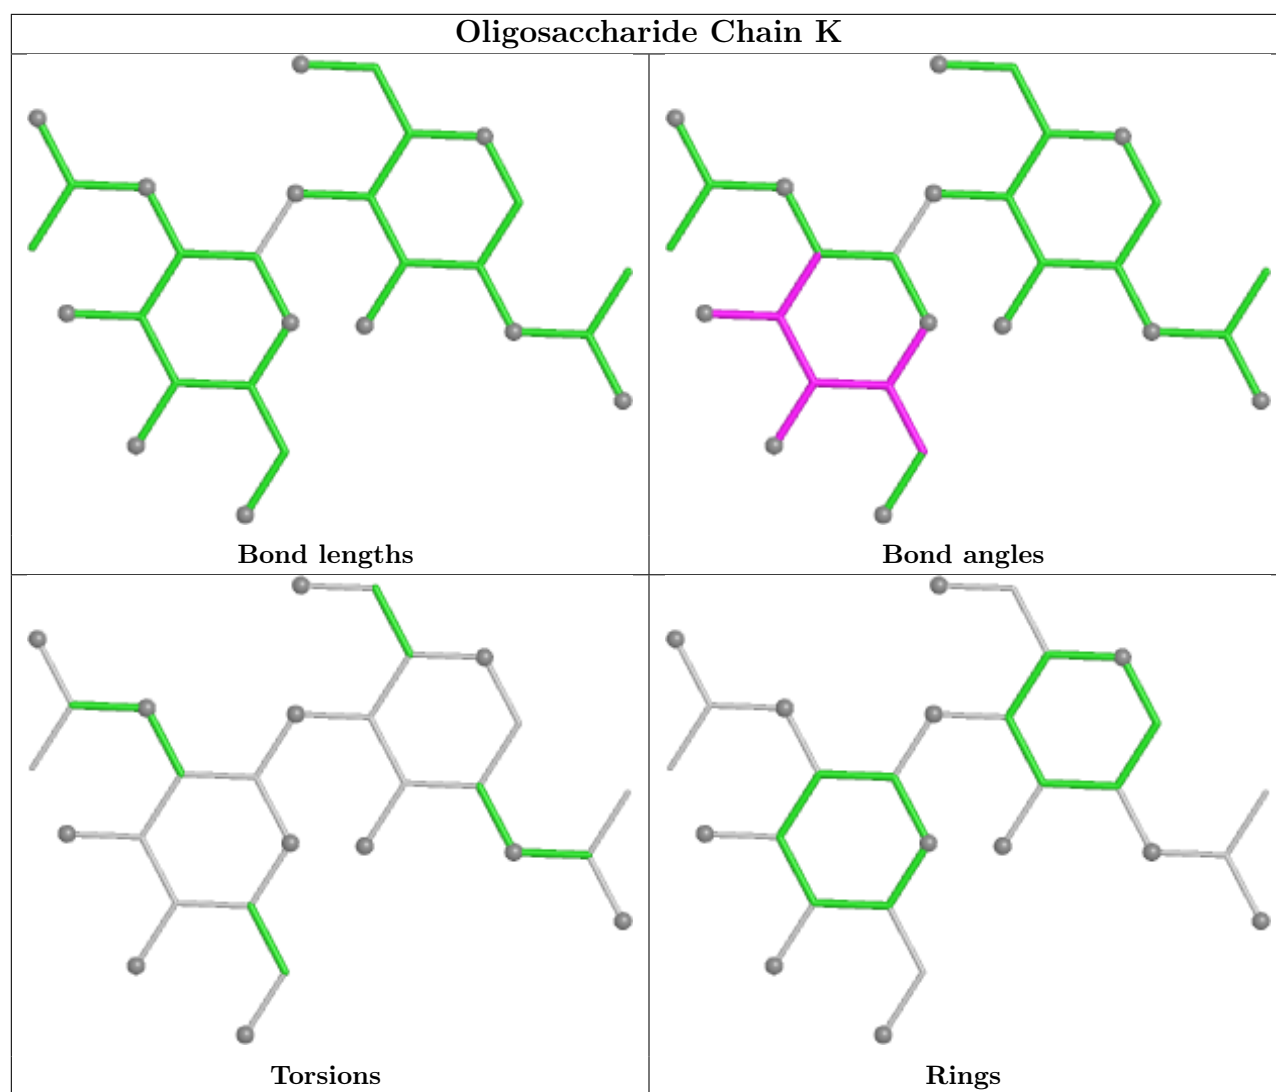 Oligosaccharide Chain K
Bond lengths
Bond angles
Torsions
Rings